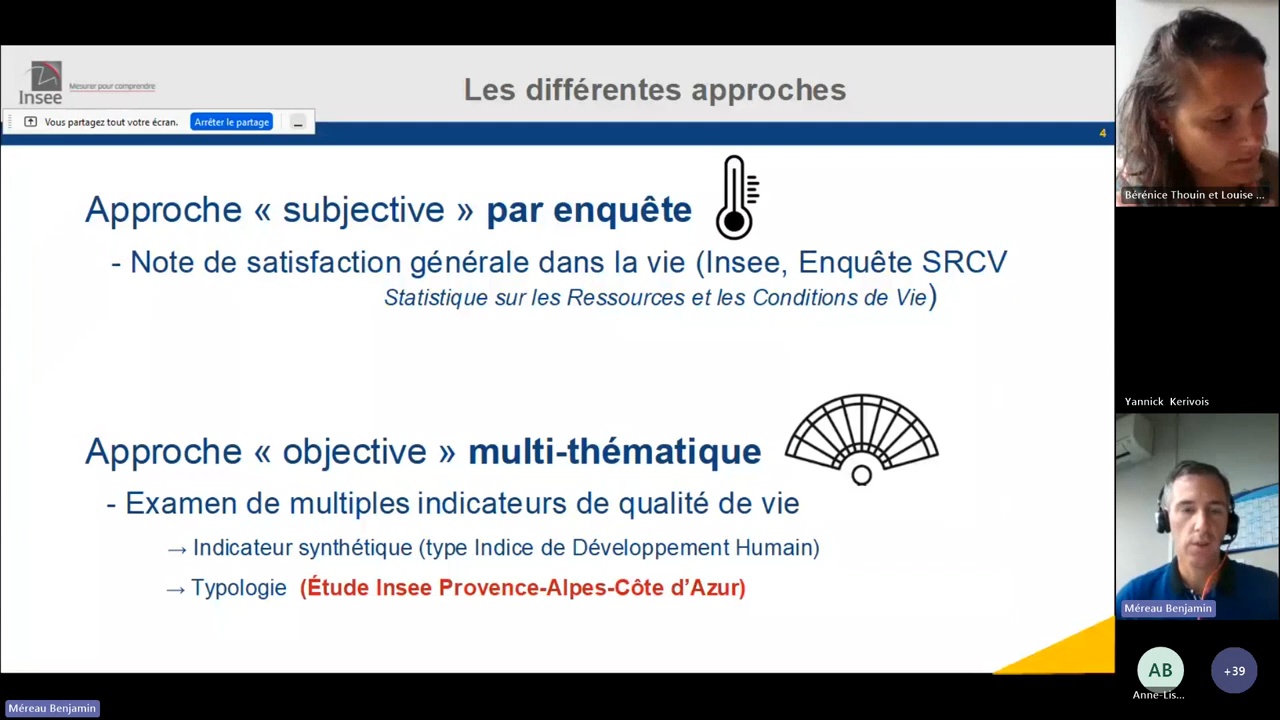 Insee
Mesurer pour comprendre
Les différentes approches
Vous partagez tout votre écran.
Arrêter le partage
4
Approche « subjective » par enquête
- Note de satisfaction générale dans la vie (Insee, Enquête SRCV
Statistique sur les Ressources et les Conditions de Vie)
Approche « objective » multi-thématique
- Examen de multiples indicateurs de qualité de vie
→ Indicateur synthétique (type Indice de Développement Humain)
→ Typologie (Étude Insee Provence-Alpes-Côte d’Azur)
Bérénice Thouin et Louise ...
Yannick Kerivois
Méreau Benjamin
AB
+39
Anne-Lis...
Méreau Benjamin